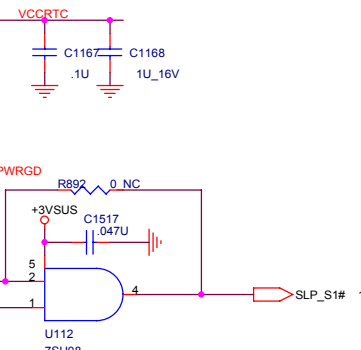 VCCRTC
C1167 C1168
.1U 1U_16V
PWRGD
R892 0_NC
+3VSUS
C1517
.047U
5
2
4
1
SLP_S1#
U112